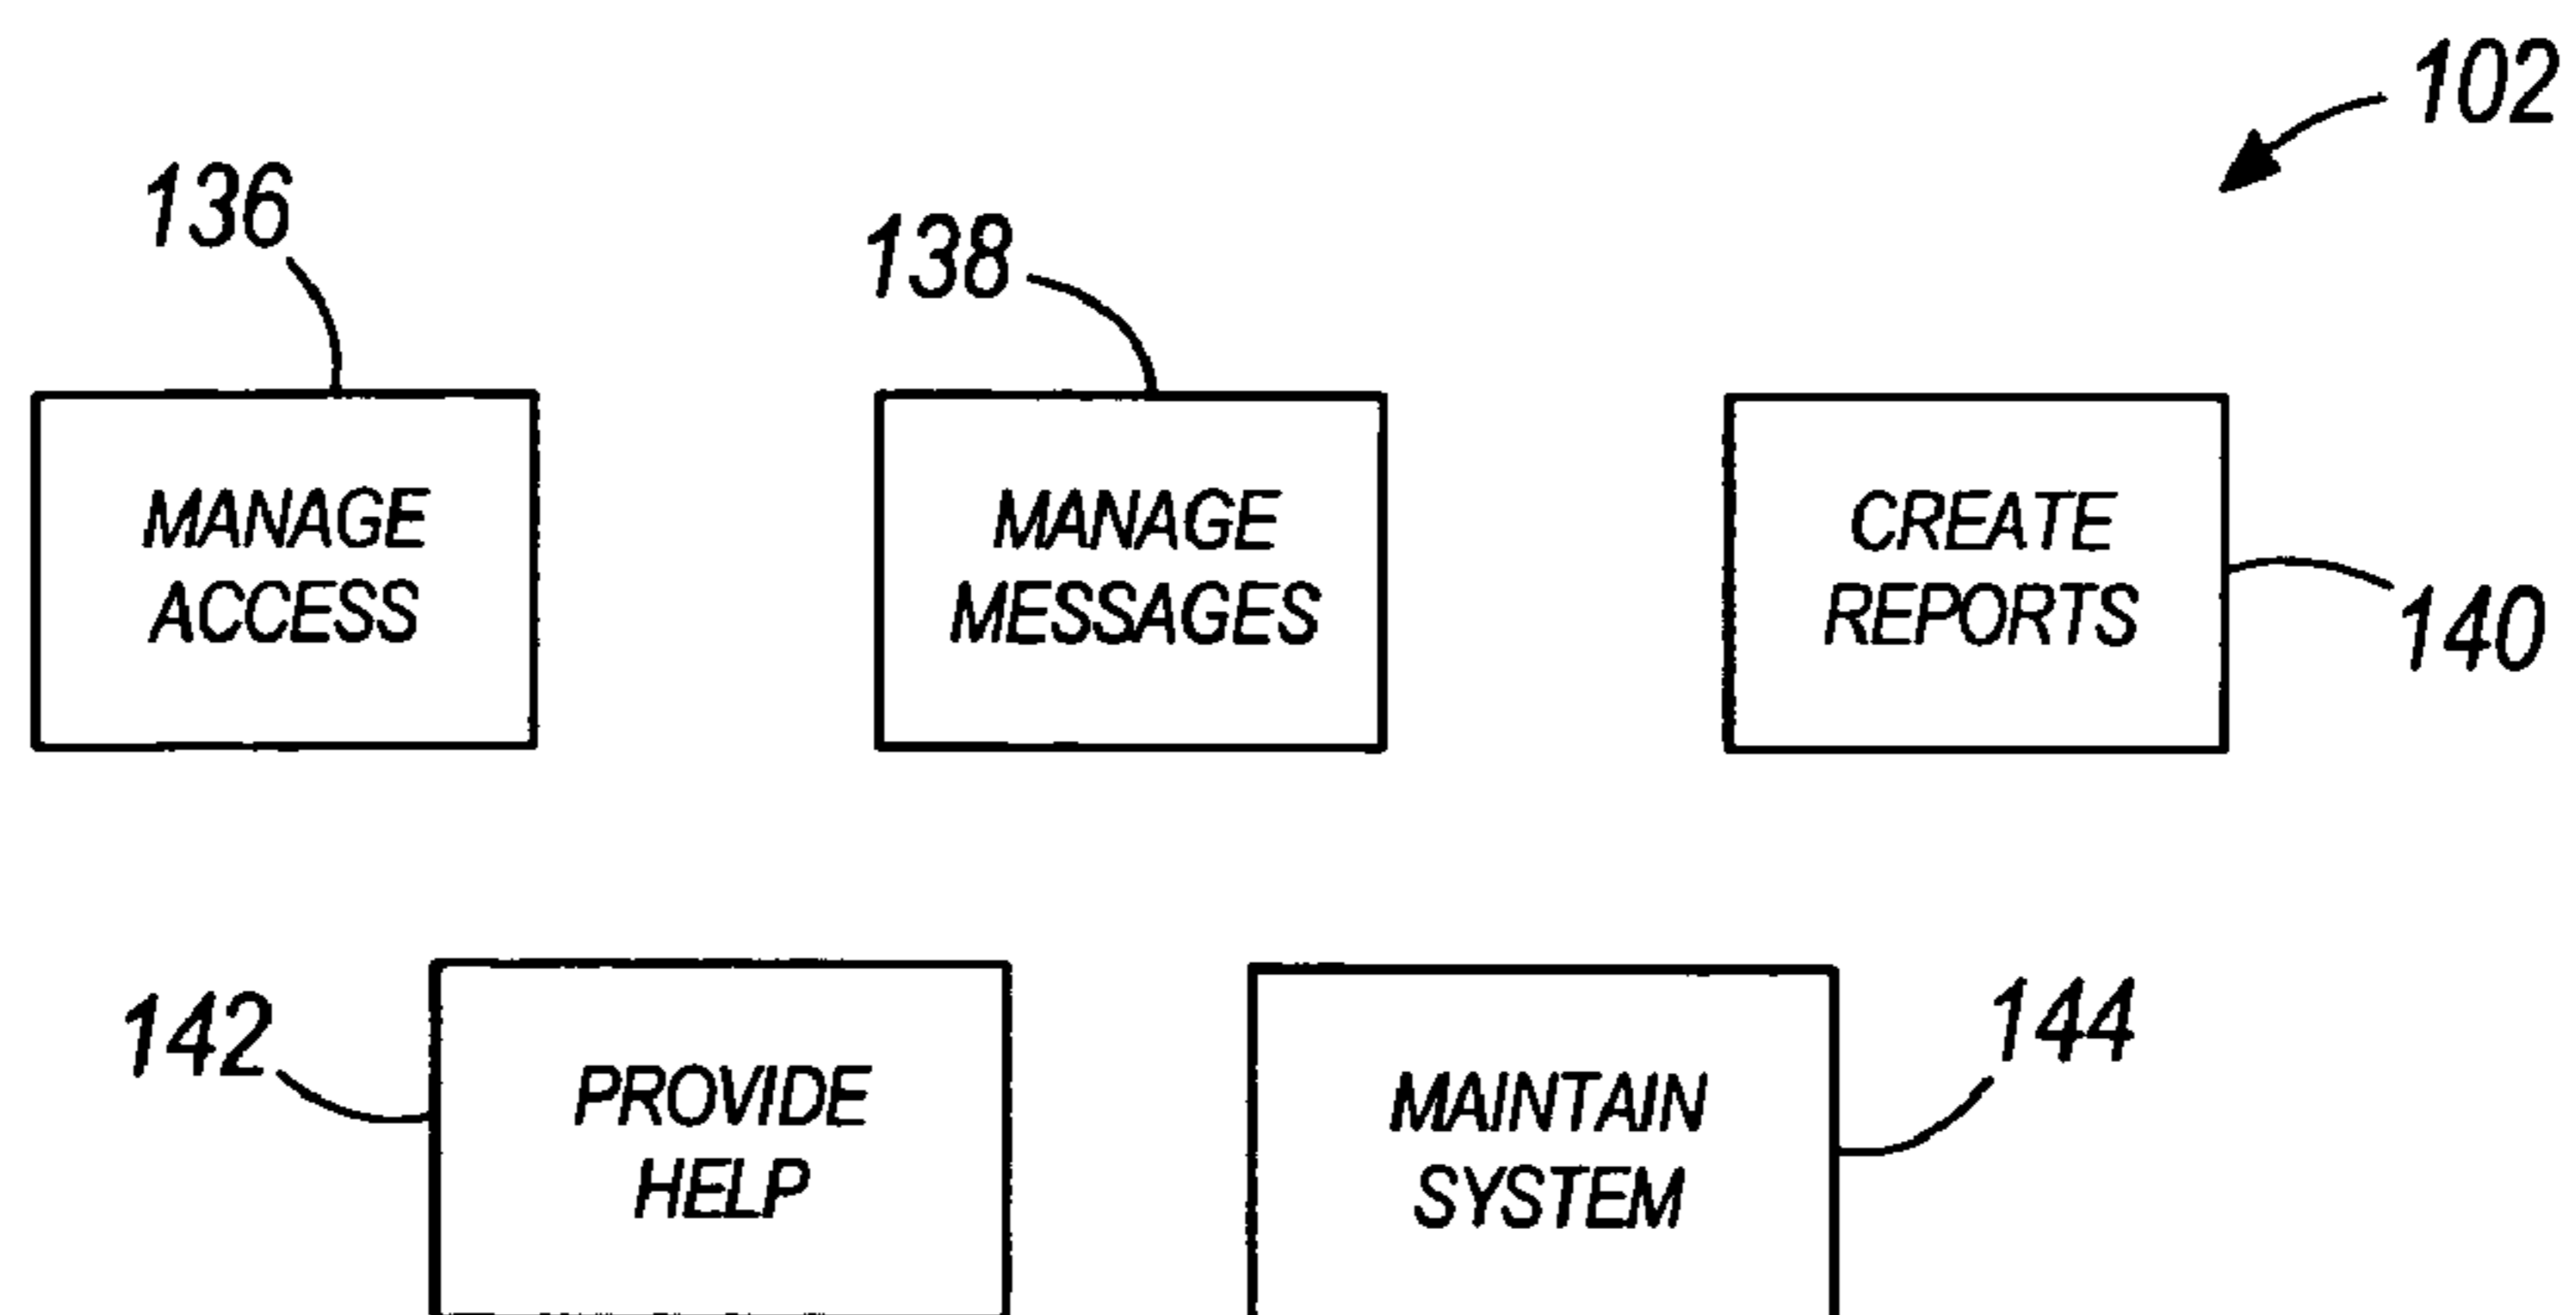 102
136
138
MANAGE
ACCESS
MANAGE
MESSAGES
CREATE
REPORTS
140
142
PROVIDE
HELP
MAINTAIN
SYSTEM
144